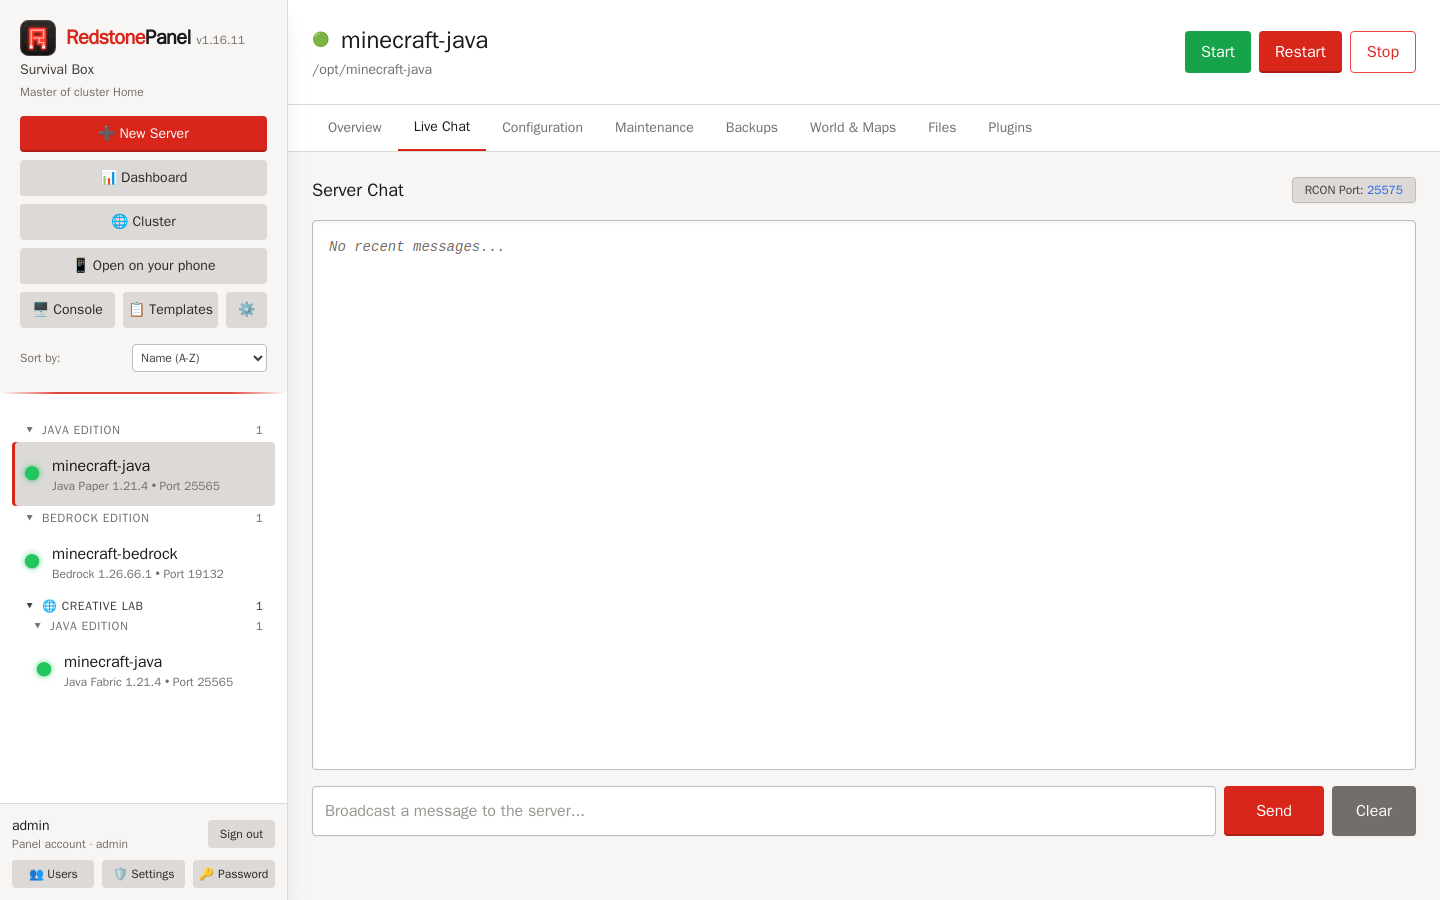 RedstonePanel v1.16.11
Survival Box
Master of cluster Home
➕ New Server
📊 Dashboard
🌐 Cluster
📱 Open on your phone
🖥️ Console
📋 Templates
⚙️
Sort by:
Name (A-Z)
▼ JAVA EDITION 1
minecraft-java
Java Paper 1.21.4 • Port 25565
▼ BEDROCK EDITION 1
minecraft-bedrock
Bedrock 1.26.66.1 • Port 19132
▼ 🌐 CREATIVE LAB 1
▼ JAVA EDITION 1
minecraft-java
Java Fabric 1.21.4 • Port 25565
admin
Panel account · admin
Sign out
👥 Users
🛡️ Settings
🔑 Password
minecraft-java
/opt/minecraft-java
Start
Restart
Stop
Overview
Live Chat
Configuration
Maintenance
Backups
World & Maps
Files
Plugins
Server Chat
RCON Port: 25575
No recent messages...
Broadcast a message to the server...
Send
Clear